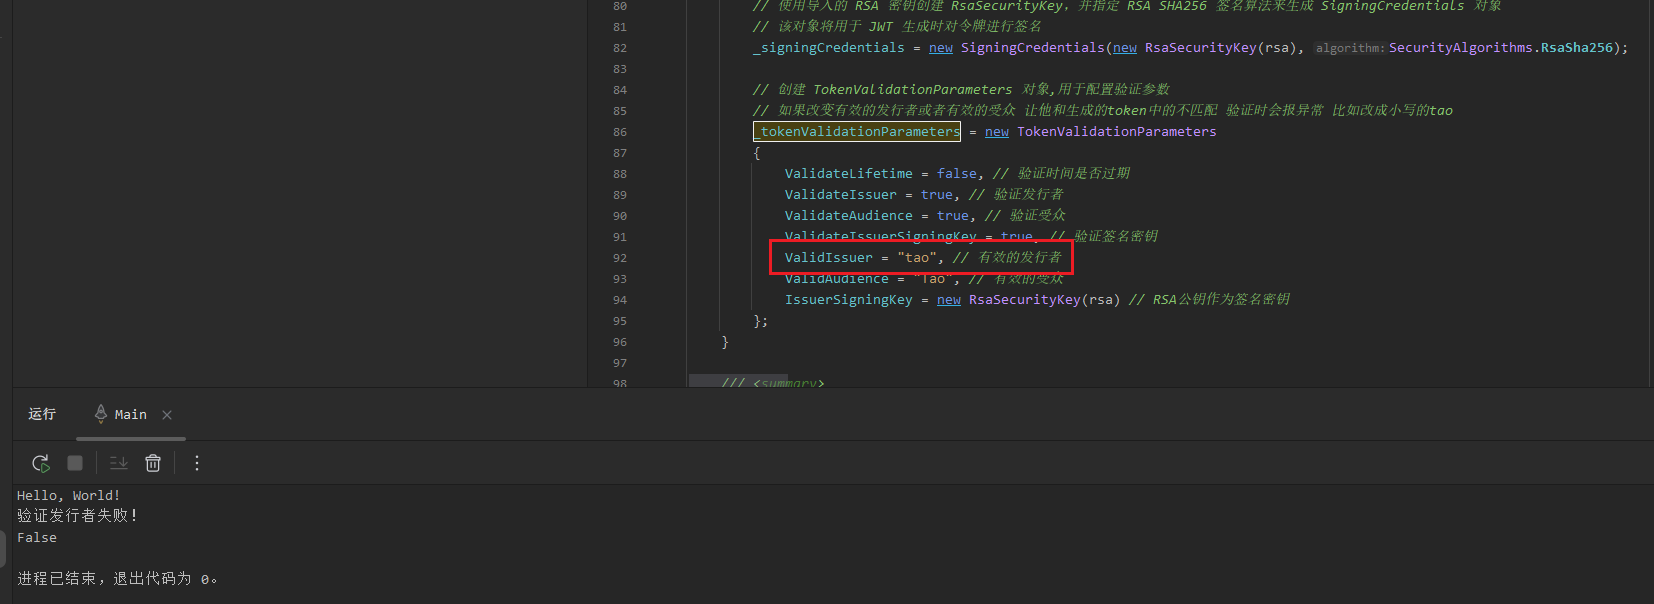 80 // 使用导入的 RSA 密钥创建 RsaSecurityKey，并指定 RSA SHA256 签名算法来生成 SigningCredentials 对象
81 // 该对象将用于 JWT 生成时对令牌进行签名
82 _signingCredentials = new SigningCredentials(new RsaSecurityKey(rsa), algorithm: SecurityAlgorithms.RsaSha256);
83
84 // 创建 TokenValidationParameters 对象,用于配置验证参数
85 // 如果改变有效的发行者或者有效的受众 让他和生成的token中的不匹配 验证时会报异常 比如改成小写的tao
86 _tokenValidationParameters = new TokenValidationParameters
87 {
88 ValidateLifetime = false, // 验证时间是否过期
89 ValidateIssuer = true, // 验证发行者
90 ValidateAudience = true, // 验证受众
91 ValidateIssuerSigningKey = true, // 验证签名密钥
92 ValidIssuer = "tao", // 有效的发行者
93 ValidAudience = "Tao", // 有效的受众
94 IssuerSigningKey = new RsaSecurityKey(rsa) // RSA公钥作为签名密钥
95 };
96 }
97
98 /// <summary>
运行 Main
Hello, World!
验证发行者失败!
False
进程已结束，退出代码为 0。